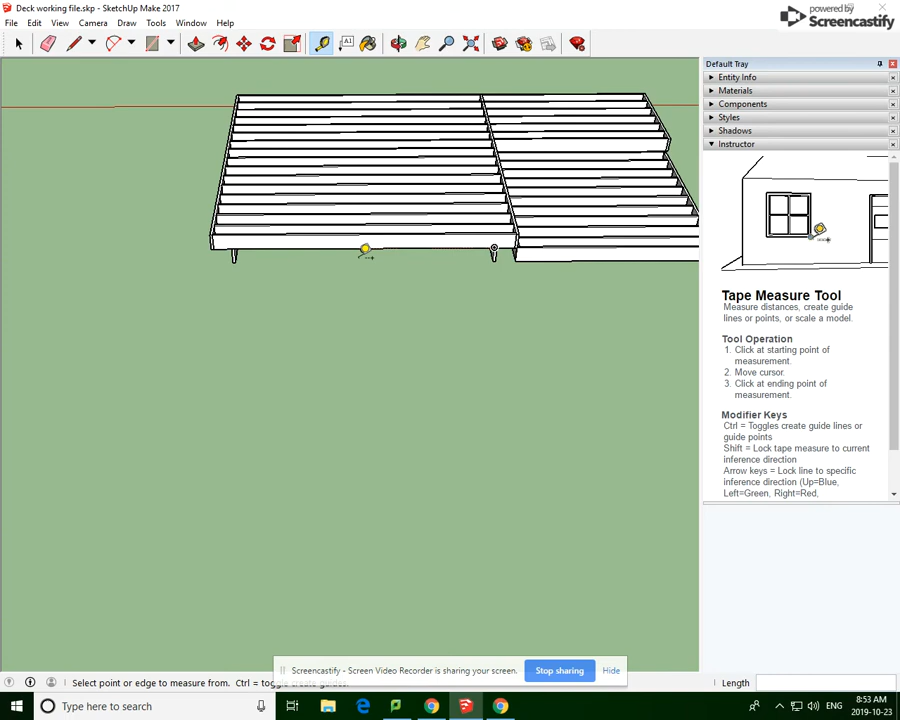 Deck working file.skp - SketchUp Make 2017
powered by
Screencastify
File Edit View Camera Draw Tools Window Help
A1
Default Tray
Entity Info
Materials
Components
Styles
Shadows
Instructor
Tape Measure Tool
Measure distances, create guide
lines or points, or scale a model.
Tool Operation
1. Click at starting point of
measurement.
2. Move cursor.
3. Click at ending point of
measurement.
Modifier Keys
Ctrl = Toggles create guide lines or
guide points
Shift = Lock tape measure to current
inference direction
Arrow keys = Lock line to specific
inference direction (Up=Blue,
Left=Green, Right=Red,
Screencastify - Screen Video Recorder is sharing your screen.
Stop sharing
Hide
Select point or edge to measure from. Ctrl = toggle create guides.
Length
Type here to search
ENG
8:53 AM
2019-10-23